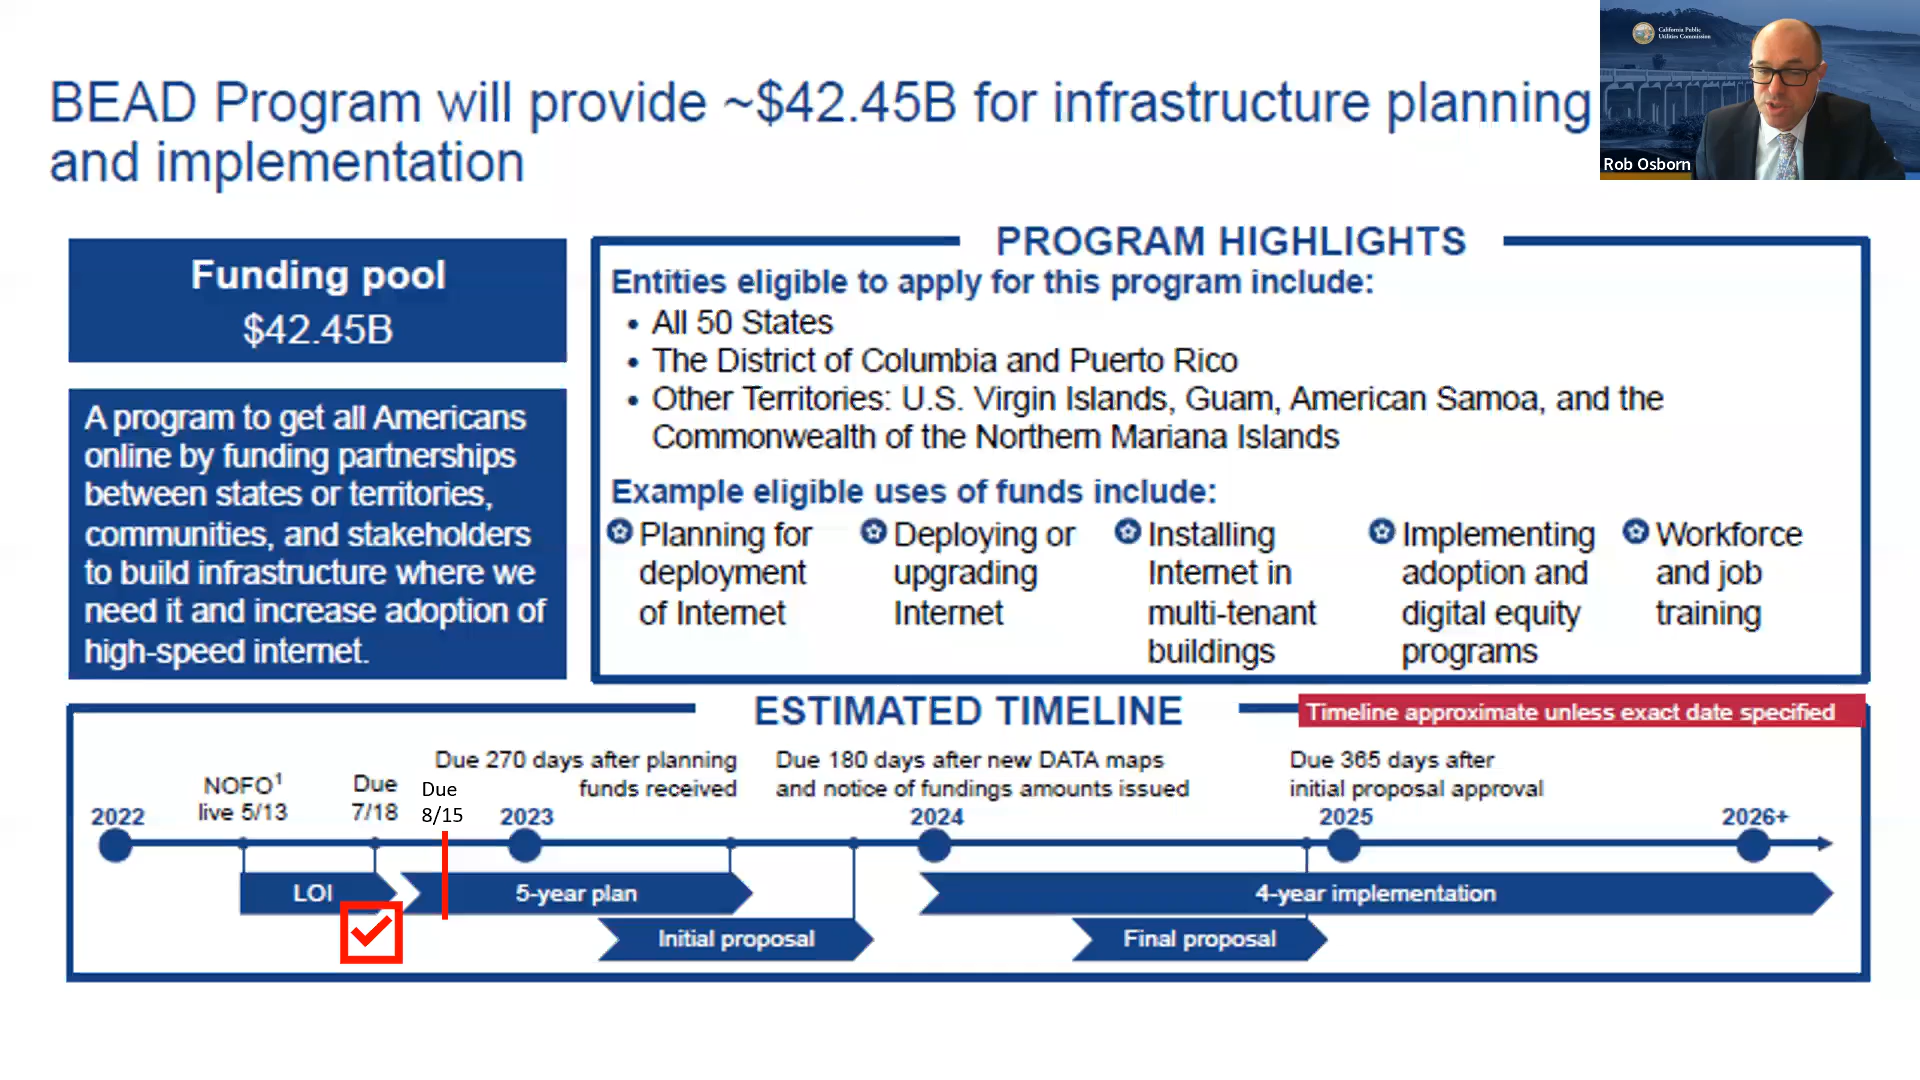 California Public
Utilities Commission
Rob Osborn
BEAD Program will provide ~$42.45B for infrastructure planning
and implementation
Funding pool
$42.45B
A program to get all Americans
online by funding partnerships
between states or territories,
communities, and stakeholders
to build infrastructure where we
need it and increase adoption of
high-speed internet.
PROGRAM HIGHLIGHTS
Entities eligible to apply for this program include:
• All 50 States
• The District of Columbia and Puerto Rico
• Other Territories: U.S. Virgin Islands, Guam, American Samoa, and the
Commonwealth of the Northern Mariana Islands
Example eligible uses of funds include:
Planning for
deployment
of Internet
Deploying or
upgrading
Internet
Installing
Internet in
multi-tenant
buildings
Implementing
adoption and
digital equity
programs
Workforce
and job
training
ESTIMATED TIMELINE
Timeline approximate unless exact date specified
NOFO¹
live 5/13
Due
7/18
Due
8/15
Due 270 days after planning
funds received
Due 180 days after new DATA maps
and notice of fundings amounts issued
Due 365 days after
initial proposal approval
2022
2023
2024
2025
2026+
LOI
5-year plan
4-year implementation
Initial proposal
Final proposal